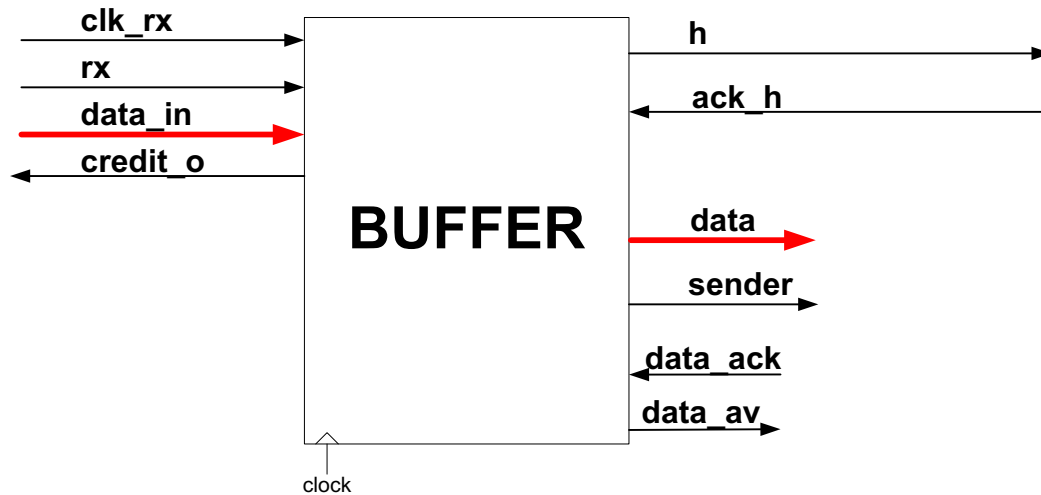 clk_rx
rx
data_in
credit_o
BUFFER
h
ack_h
data
sender
data_ack
data_av
clock